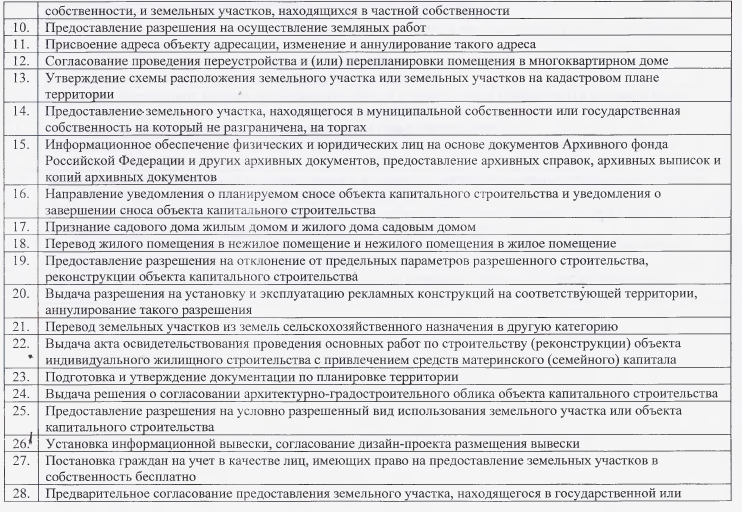 собственности, и земельных участков, находящихся в частной собственности
10. Предоставление разрешения на осуществление земляных работ
11. Присвоение адреса объекту адресации, изменение и аннулирование такого адреса
12. Согласование проведения переустройства и (или) перепланировки помещения в многоквартирном доме
13. Утверждение схемы расположения земельного участка или земельных участков на кадастровом плане
территории
14. Предоставление земельного участка, находящегося в муниципальной собственности или государственная
собственность на который не разграничена, на торгах
15. Информационное обеспечение физических и юридических лиц на основе документов Архивного фонда
Российской Федерации и других архивных документов, предоставление архивных справок, архивных выписок и
копий архивных документов
16. Направление уведомления о планируемом сносе объекта капитального строительства и уведомления о
завершении сноса объекта капитального строительства
17. Признание садового дома жилым домом и жилого дома садовым домом
18. Перевод жилого помещения в нежилое помещение и нежилого помещения в жилое помещение
19. Предоставление разрешения на отклонение от предельных параметров разрешенного строительства,
реконструкции объекта капитального строительства
20. Выдача разрешения на установку и эксплуатацию рекламных конструкций на соответствующей территории,
аннулирование такого разрешения
21. Перевод земельных участков из земель сельскохозяйственного назначения в другую категорию
22. Выдача акта освидетельствования проведения основных работ по строительству (реконструкции) объекта
индивидуального жилищного строительства с привлечением средств материнского (семейного) капитала
23. Подготовка и утверждение документации по планировке территории
24. Выдача решения о согласовании архитектурно-градостроительного облика объекта капитального строительства
25. Предоставление разрешения на условно разрешенный вид использования земельного участка или объекта
капитального строительства
26. Установка информационной вывески, согласование дизайн-проекта размещения вывески
27. Постановка граждан на учет в качестве лиц, имеющих право на предоставление земельных участков в
собственность бесплатно
28. Предварительное согласование предоставления земельного участка, находящегося в государственной или